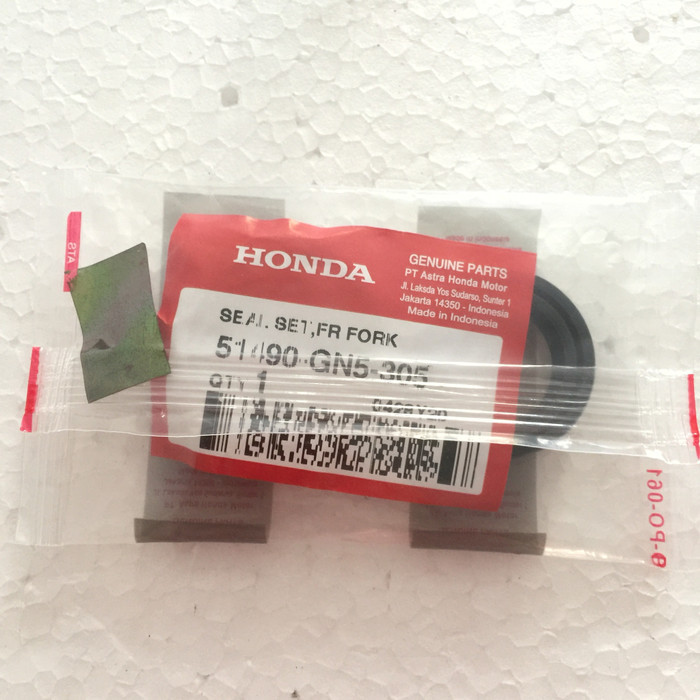 HONDA
GENUINE PARTS
PT Astra Honda Motor
Jl. Laksda Yos Sudarso, Sunter 1
Jakarta 14350 - Indonesia
Made in Indonesia
SEAL SET,FR FORK
51490-GN5-305
QTY 1